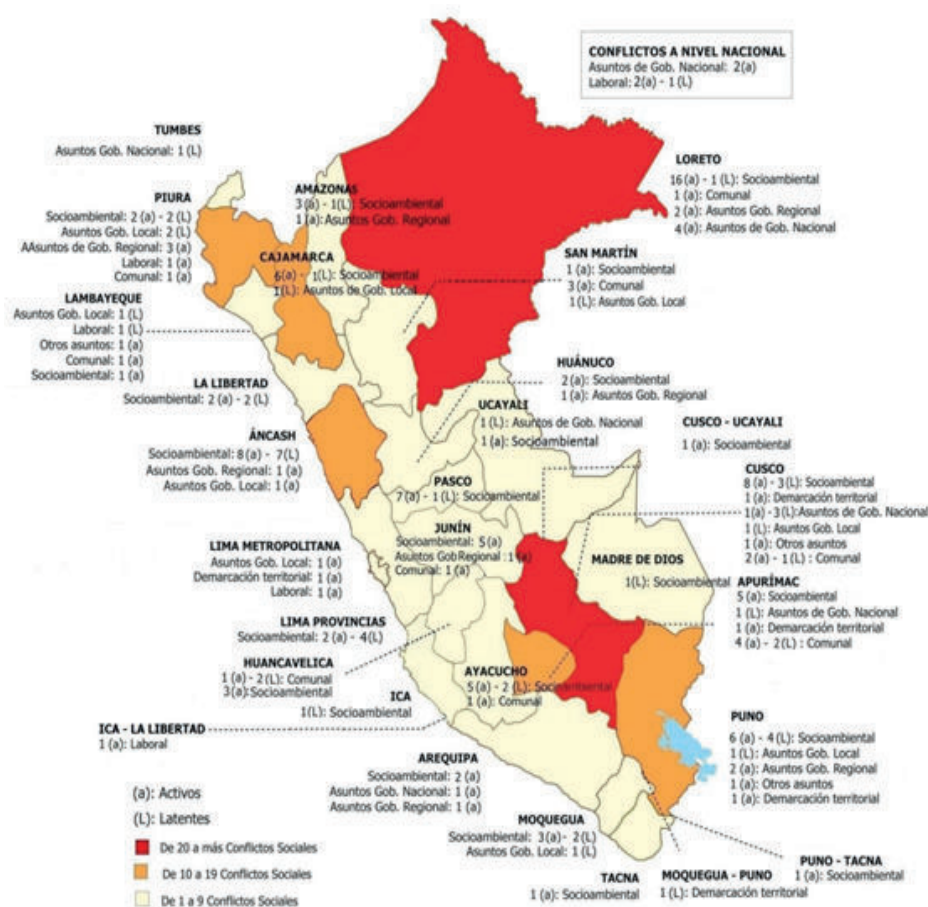 CONFLICTOS A NIVEL NACIONAL
Asuntos de Gob. Nacional: 2(a)
Laboral: 2(a) - 1 (L)
TUMBES
Asuntos Gob. Nacional: 1 (L)
PIURA
Socioambiental: 2 (a) - 2 (L)
Asuntos Gob. Local: 2 (L)
AAsuntos de Gob. Regional: 3 (a)
Laboral: 1 (a)
Comunal: 1 (a)
AMAZONAS
3(a) - 1(L): Socioambiental
1(a): Asuntos Gob. Regional
LORETO
16(a) - 1 (L): Socioambiental
1(a): Comunal
2(a): Asuntos Gob. Regional
4(a): Asuntos de Gob. Nacional
CAJAMARCA
6(a) - 1(L): Socioambiental
1(L): Asuntos de Gob. Local
SAN MARTÍN
1(a): Socioambiental
3(a): Comunal
1(L): Asuntos Gob. Local
LAMBAYEQUE
Asuntos Gob. Local: 1 (L)
Laboral: 1 (L)
Otros asuntos: 1 (a)
Comunal: 1 (a)
Socioambiental: 1 (a)
LA LIBERTAD
Socioambiental: 2 (a) - 2 (L)
HUÁNUCO
2(a): Socioambiental
1(a): Asuntos Gob. Regional
UCAYALI
1(L): Asuntos de Gob. Nacional
1(a): Socioambiental
CUSCO - UCAYALI
1(a): Socioambiental
ÁNCASH
Socioambiental: 8(a) - 7(L)
Asuntos Gob. Regional: 1 (a)
Asuntos Gob. Local: 1 (a)
PASCO
7(a) - 1(L): Socioambiental
CUSCO
8(a) - 3(L): Socioambiental
1(a): Demarcación territorial
1(a) - 3(L):Asuntos de Gob. Nacional
1(L): Asuntos Gob. Local
1(a): Otros asuntos
2(a) - 1(L) : Comunal
JUNÍN
Socioambiental: 5(a)
Asuntos Gob Regional: 1(a)
Comunal: 1(a)
LIMA METROPOLITANA
Asuntos Gob. Local: 1(a)
Demarcación territorial: 1(a)
Laboral: 1(a)
MADRE DE DIOS
1(L): Socioambiental
APURÍMAC
5(a): Socioambiental
1(L): Asuntos de Gob. Nacional
1(a): Demarcación territorial
4(a) - 2(L) : Comunal
LIMA PROVINCIAS
Socioambiental: 2(a) - 4(L)
HUANCAVELICA
1(a) - 2(L): Comunal
3(a):Socioambiental
ICA
1(L): Socioambiental
AYACUCHO
5(a) - 2(L): Socioambiental
1(a): Comunal
ICA - LA LIBERTAD
1(a): Laboral
PUNO
6(a) - 4(L): Socioambiental
1(L): Asuntos Gob. Local
2(a): Asuntos Gob. Regional
1(a): Otros asuntos
1(a): Demarcación territorial
AREQUIPA
Socioambiental: 2(a)
Asuntos Gob. Nacional: 1(a)
Asuntos Gob. Regional: 1(a)
MOQUEGUA
Socioambiental: 3(a) - 2(L)
Asuntos Gob. Local: 1(L)
TACNA
1(a): Socioambiental
MOQUEGUA - PUNO
1(L): Demarcación territorial
PUNO - TACNA
1(a): Socioambiental
(a): Activos
(L): Latentes
De 20 a más Conflictos Sociales
De 10 a 19 Conflictos Sociales
De 1 a 9 Conflictos Sociales